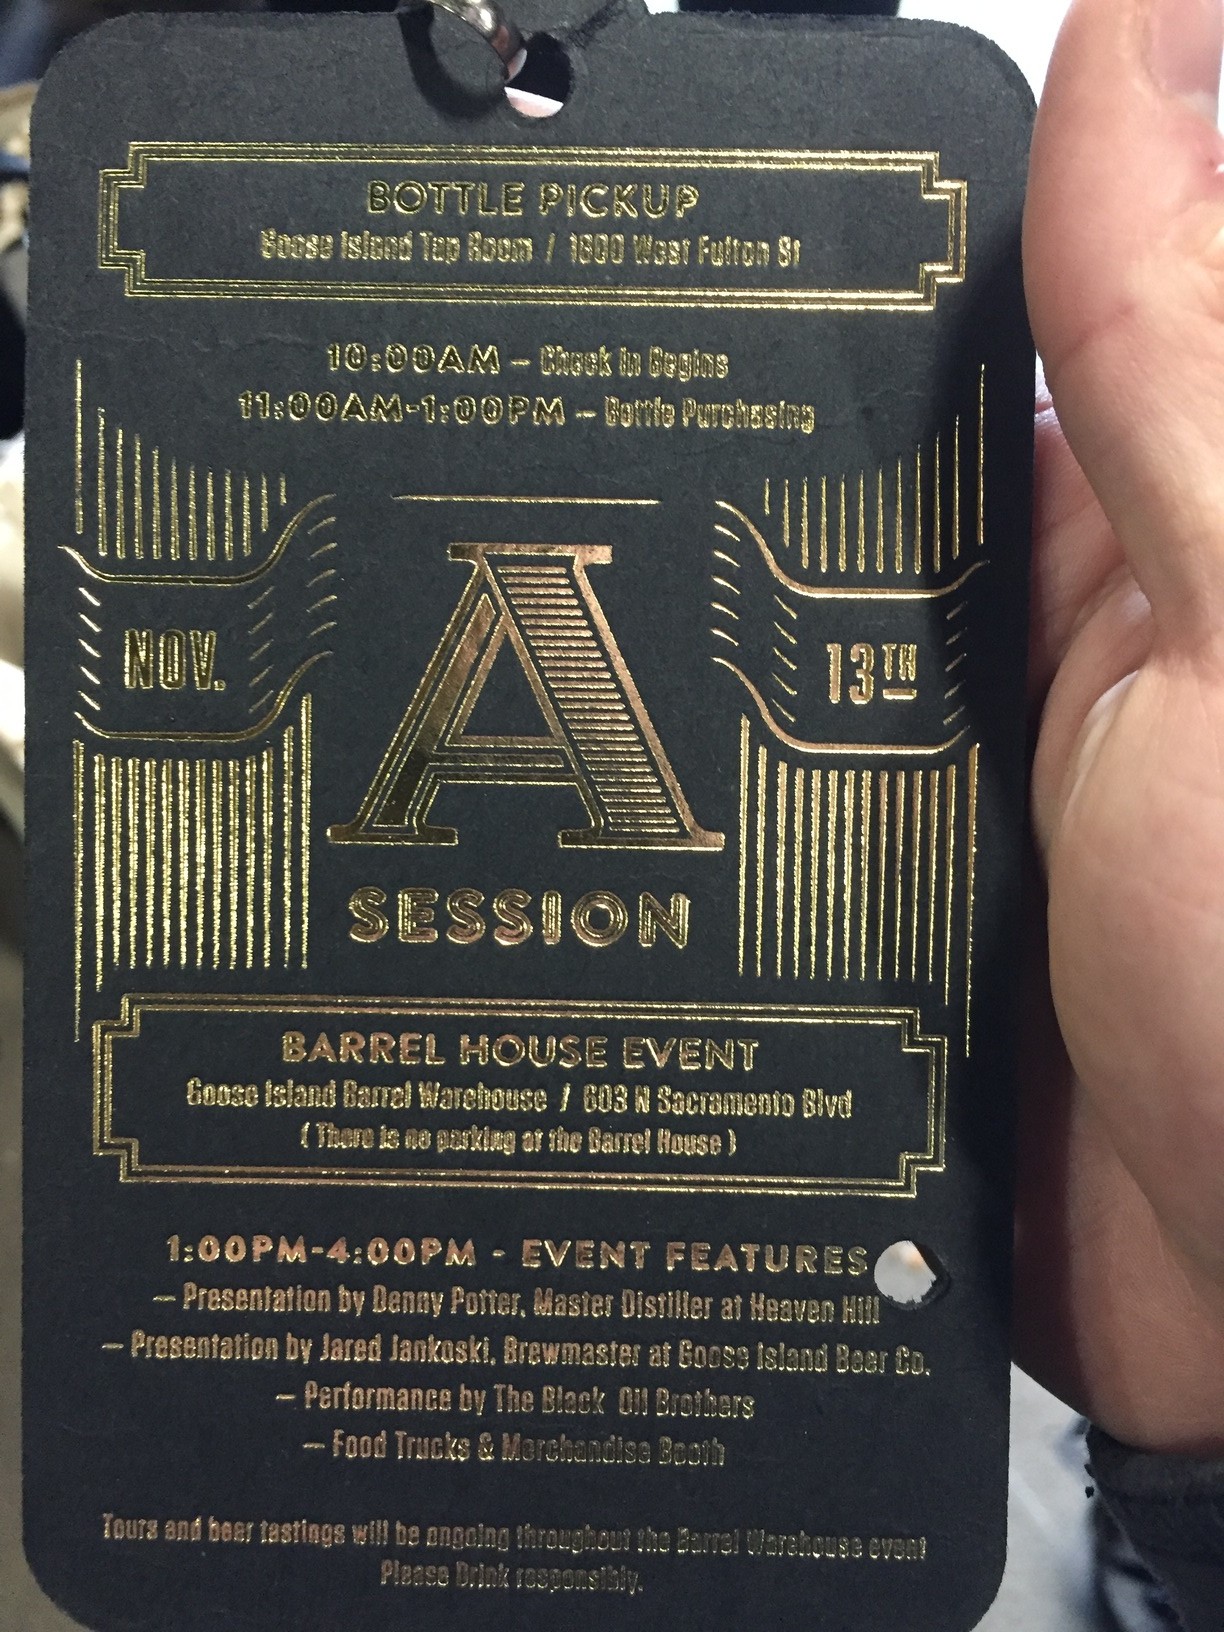 BOTTLE PICKUP
Goose Island Tap Room / 1800 West Fulton St
10:00AM – Check In Begins
11:00AM-1:00PM – Bottle Purchasing
NOV.
A
13TH
SESSION
BARREL HOUSE EVENT
Goose Island Barrel Warehouse / 603 N Sacramento Blvd
( There is no parking at the Barrel House )
1:00PM-4:00PM - EVENT FEATURES
– Presentation by Denny Potter, Master Distiller at Heaven Hill
– Presentation by Jared Jankoski, Brewmaster at Goose Island Beer Co.
– Performance by The Black Oil Brothers
– Food Trucks & Merchandise Booth
Tours and beer tastings will be ongoing throughout the Barrel Warehouse event
Please Drink responsibly.